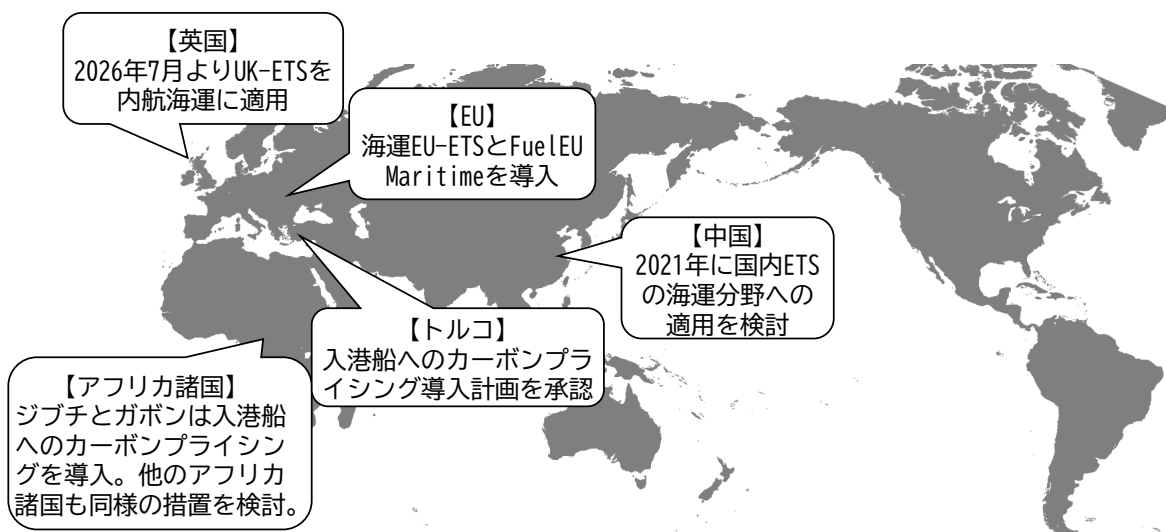 【英国】
2026年7月よりUK-ETSを
内航海運に適用
【EU】
海運EU-ETSとFuelEU
Maritimeを導入
【中国】
2021年に国内ETS
の海運分野への
適用を検討
【トルコ】
入港船へのカーボンプラ
イシング導入計画を承認
【アフリカ諸国】
ジブチとガボンは入港船
へのカーボンプライシン
グを導入。他のアフリカ
諸国も同様の措置を検討。